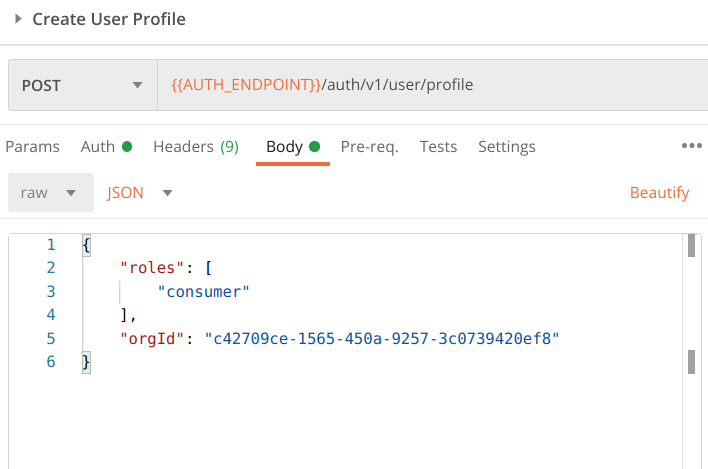 Create User Profile
POST {{AUTH_ENDPOINT}}/auth/v1/user/profile
Params Auth Headers (9) Body Pre-req. Tests Settings
raw JSON Beautify
1 {
2 "roles": [
3 "consumer"
4 ],
5 "orgId": "c42709ce-1565-450a-9257-3c0739420ef8"
6 }